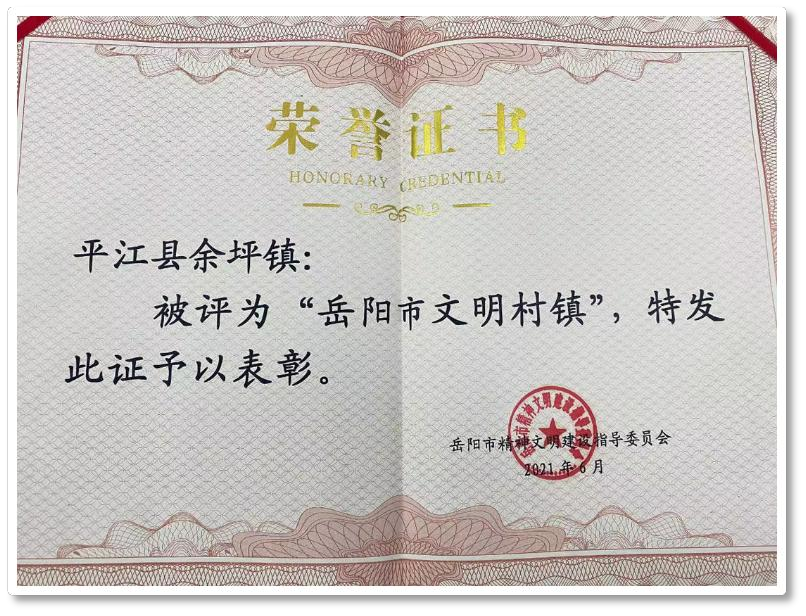 荣誉证书
HONORARY CREDENTIAL
平江县余坪镇：
被评为“岳阳市文明村镇”，特发
此证予以表彰。
岳阳市精神文明建设指导委员会
2021年6月